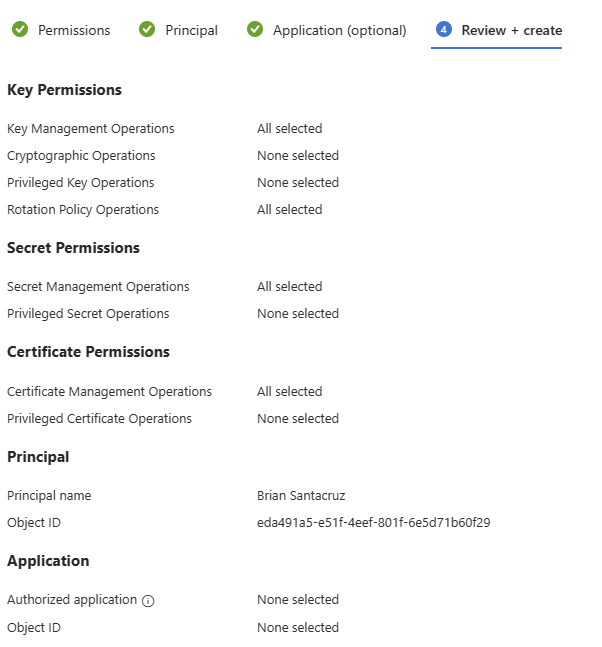 Permissions Principal Application (optional) 4 Review + create
Key Permissions
Key Management Operations All selected
Cryptographic Operations None selected
Privileged Key Operations None selected
Rotation Policy Operations All selected
Secret Permissions
Secret Management Operations All selected
Privileged Secret Operations None selected
Certificate Permissions
Certificate Management Operations All selected
Privileged Certificate Operations None selected
Principal
Principal name Brian Santacruz
Object ID eda491a5-e51f-4eef-801f-6e5d71b60f29
Application
Authorized application None selected
Object ID None selected